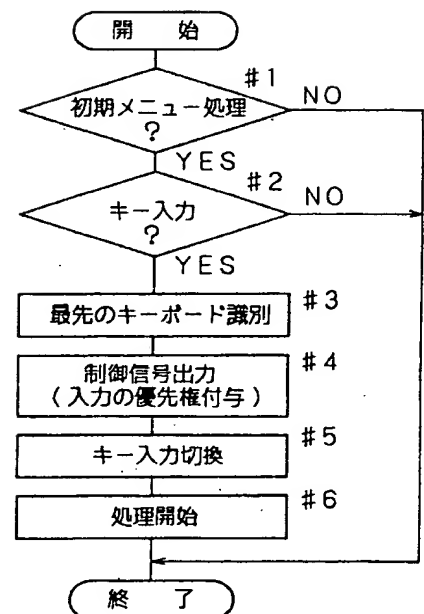 開 始
#1
初期メニュー処理
?
NO
YES
#2
キー入力
?
NO
YES
最先のキーボード識別
#3
制御信号出力
(入力の優先権付与)
#4
キー入力切換
#5
処理開始
#6
終 了